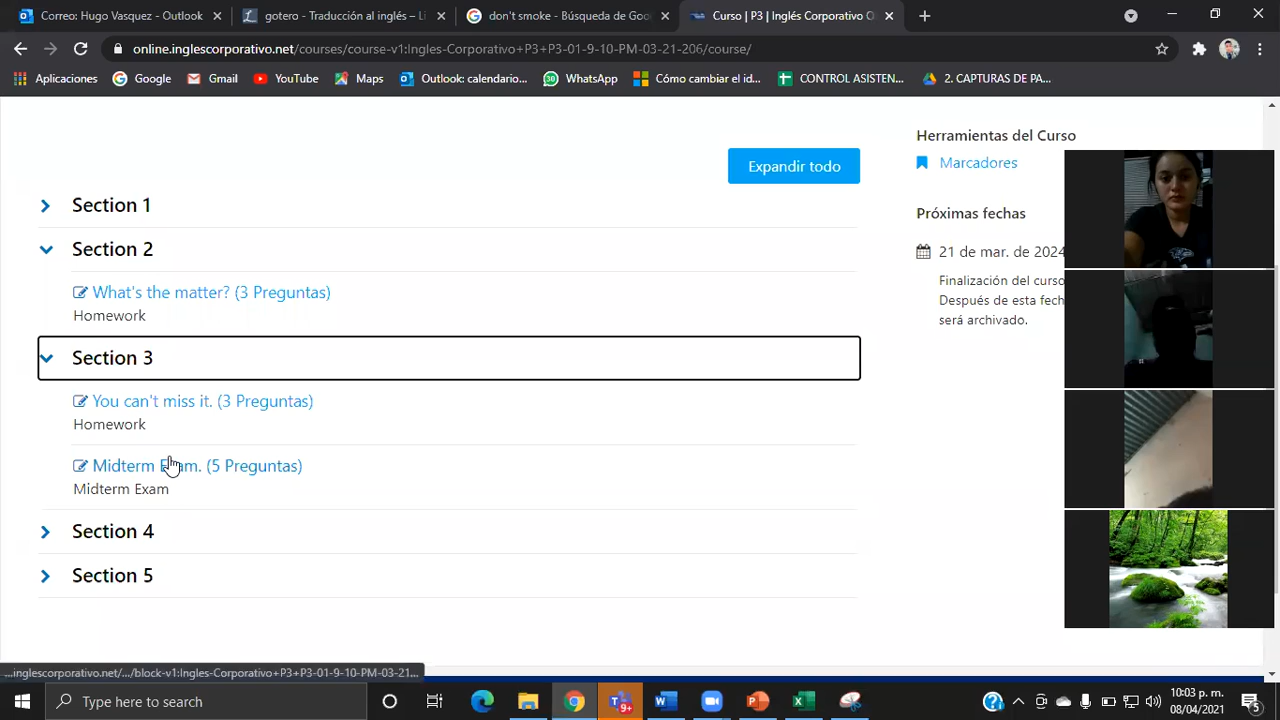 Correo: Hugo Vasquez - Outlook
gotero - Traducción al inglés – Li
don't smoke - Búsqueda de Goo
Curso | P3 | Inglés Corporativo O
online.inglescorporativo.net/courses/course-v1:Ingles-Corporativo+P3+P3-01-9-10-PM-03-21-206/course/
Aplicaciones
Google
Gmail
YouTube
Maps
Outlook: calendario...
WhatsApp
Cómo cambiar el id...
CONTROL ASISTEN...
2. CAPTURAS DE PA...
Herramientas del Curso
Marcadores
Expandir todo
Section 1
Próximas fechas
Section 2
21 de mar. de 2024
What's the matter? (3 Preguntas)
Homework
Finalización del curso
Después de esta fech
será archivado.
Section 3
You can't miss it. (3 Preguntas)
Homework
Midterm Exam. (5 Preguntas)
Midterm Exam
Section 4
Section 5
...inglescorporativo.net/.../block-v1:Ingles-Corporativo+P3+P3-01-9-10-PM-03-21...
Type here to search
9+
10:03 p. m.
08/04/2021
5